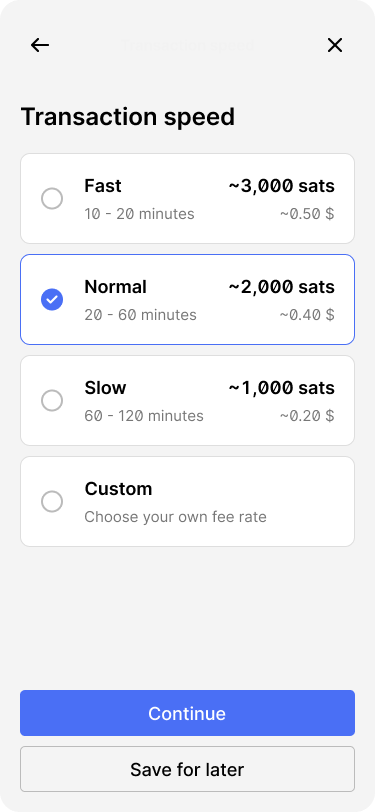 Transaction speed
Fast ~3,000 sats
10 - 20 minutes ~0.50 $
Normal ~2,000 sats
20 - 60 minutes ~0.40 $
Slow ~1,000 sats
60 - 120 minutes ~0.20 $
Custom
Choose your own fee rate
Continue
Save for later